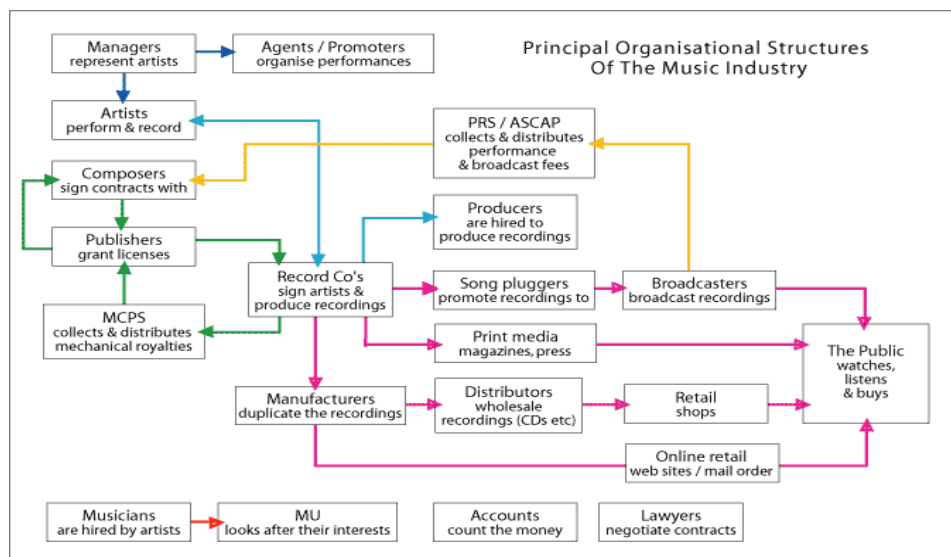 Principal Organisational Structures
Of The Music Industry
Managers
represent artists
Agents / Promoters
organise performances
Artists
perform & record
PRS / ASCAP
collects & distributes
performance
& broadcast fees
Composers
sign contracts with
Producers
are hired to
produce recordings
Publishers
grant licenses
Record Co's
sign artists &
produce recordings
Song pluggers
promote recordings to
Broadcasters
broadcast recordings
MCPS
collects & distributes
mechanical royalties
Print media
magazines, press
The Public
watches,
listens
& buys
Manufacturers
duplicate the recordings
Distributors
wholesale
recordings (CDs etc)
Retail
shops
Online retail
web sites / mail order
Musicians
are hired by artists
MU
looks after their interests
Accounts
count the money
Lawyers
negotiate contracts